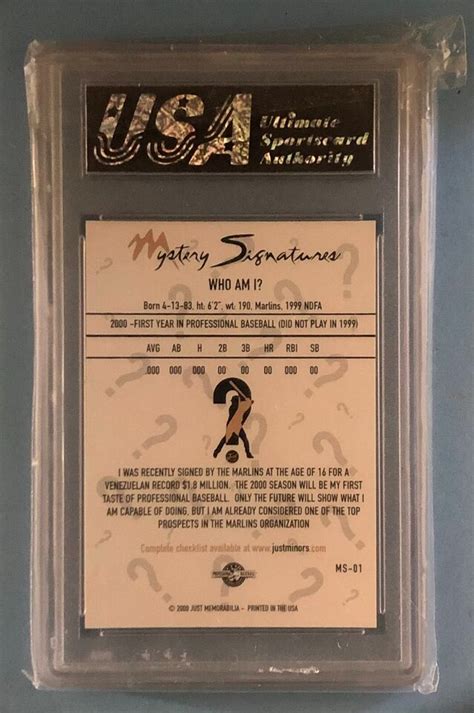 USA
Ultimate
Sportscard
Authority
Mystery Signatures
WHO AM I?
Born 4-13-83, ht: 6'2", wt: 190, Marlins, 1999 NDFA
2000 -FIRST YEAR IN PROFESSIONAL BASEBALL (DID NOT PLAY IN 1999)
AVG AB H 2B 3B HR RBI SB
.000 000 000 00 00 00 000 00
I WAS RECENTLY SIGNED BY THE MARLINS AT THE AGE OF 16 FOR A
VENEZUELAN RECORD $1.8 MILLION. THE 2000 SEASON WILL BE MY FIRST
TASTE OF PROFESSIONAL BASEBALL. ONLY THE FUTURE WILL SHOW WHAT I
AM CAPABLE OF DOING, BUT I AM ALREADY CONSIDERED ONE OF THE TOP
PROSPECTS IN THE MARLINS ORGANIZATION
Complete checklist available at www.justminors.com
MS-01
© 2000 JUST MEMORABILIA - PRINTED IN THE USA